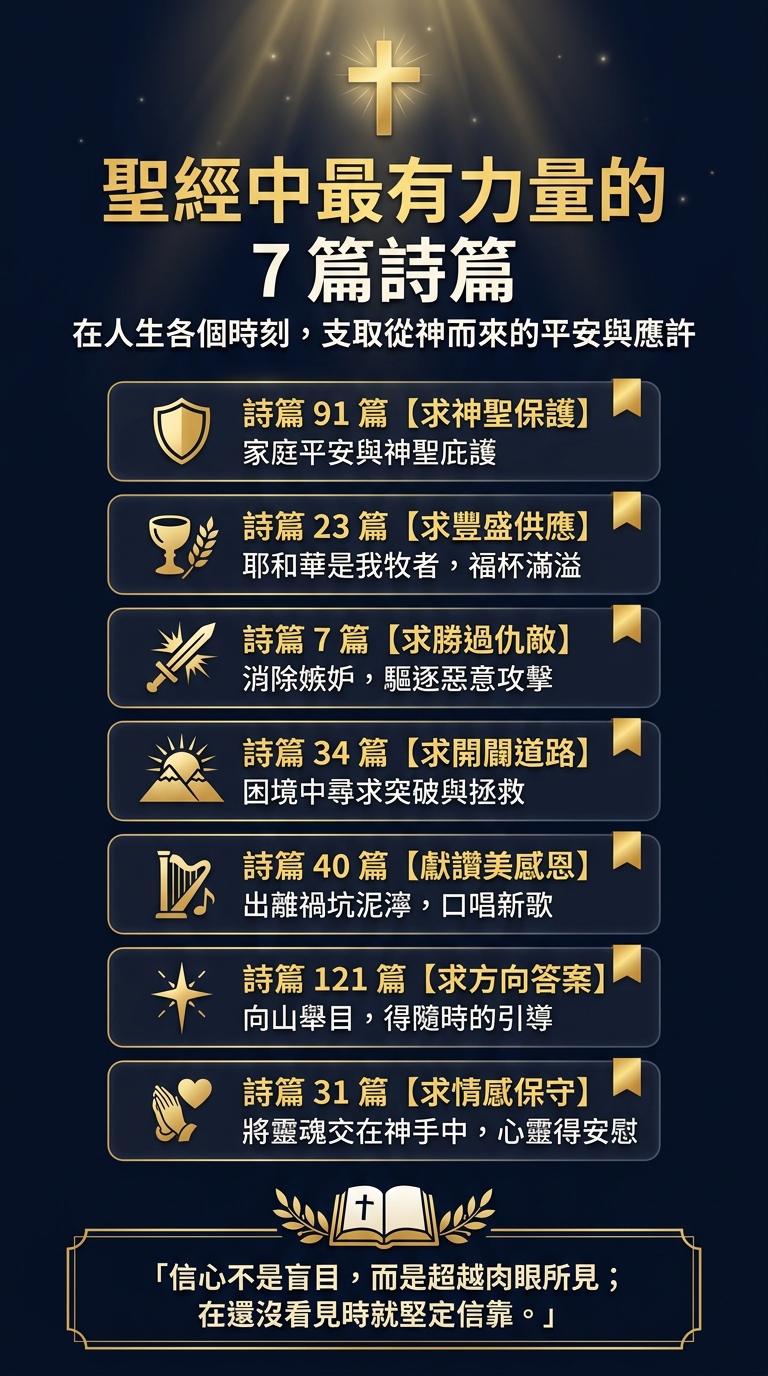 聖經中最有力量的
7 篇詩篇
在人生各個時刻，支取從神而來的平安與應許
詩篇 91 篇【求神聖保護】
家庭平安與神聖庇護
詩篇 23 篇【求豐盛供應】
耶和華是我牧者，福杯滿溢
詩篇 7 篇【求勝過仇敵】
消除嫉妒，驅逐惡意攻擊
詩篇 34 篇【求開闢道路】
困境中尋求突破與拯救
詩篇 40 篇【獻讚美感恩】
出離禍坑泥濘，口唱新歌
詩篇 121 篇【求方向答案】
向山舉目，得隨時的引導
詩篇 31 篇【求情感保守】
將靈魂交在神手中，心靈得安慰
「信心不是盲目，而是超越肉眼所見；
在還沒看見時就堅定信靠。」